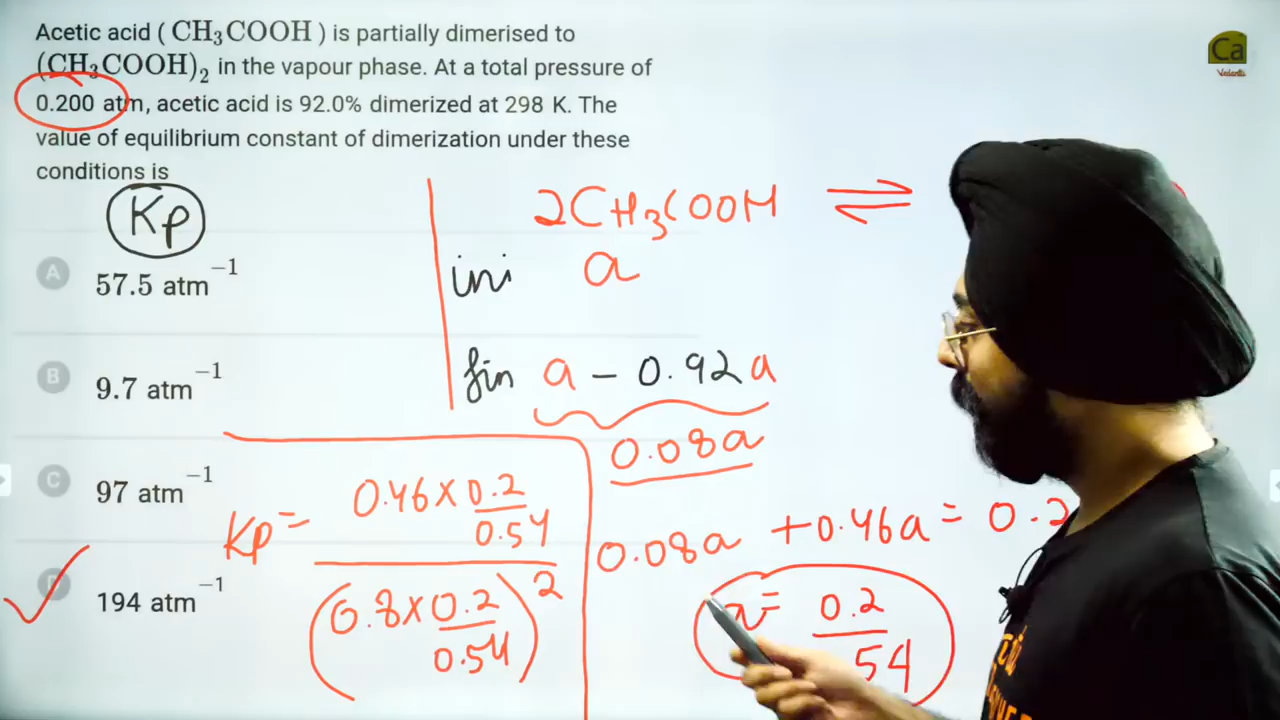 Acetic acid ( CH₃COOH ) is partially dimerised to
(CH₃COOH)₂ in the vapour phase. At a total pressure of
0.200 atm, acetic acid is 92.0% dimerized at 298 K. The
value of equilibrium constant of dimerization under these
conditions is
Kp
A 57.5 atm⁻¹
B 9.7 atm⁻¹
C 97 atm⁻¹
194 atm⁻¹
2CH₃COOH ⇌
ini a
fin a - 0.92a
0.08a
0.08a + 0.46a = 0.2
a = 0.2
54
Kp = 0.46 × 0.2
0.54
(0.8 × 0.2
0.54)²
Ca
Vedantu